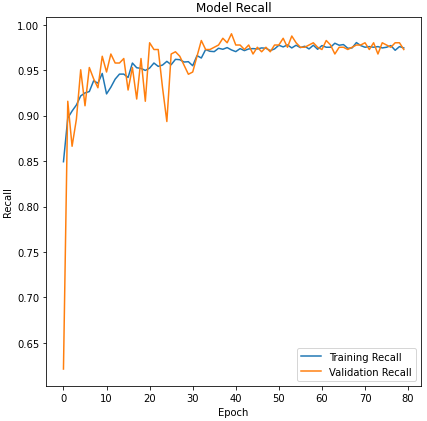 Model Recall
1.00
0.95
0.90
0.85
0.80
0.75
0.70
0.65
Recall
0 10 20 30 40 50 60 70 80
Epoch
Training Recall
Validation Recall